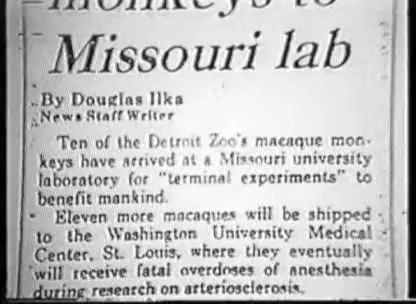 monkeys to
Missouri lab
By Douglas Ilka
News Staff Writer
Ten of the Detroit Zoo's macaque mon-
keys have arrived at a Missouri university
laboratory for "terminal experiments" to
benefit mankind.
Eleven more macaques will be shipped
to the Washington University Medical
Center, St. Louis, where they eventually
will receive fatal overdoses of anesthesia
during research on arteriosclerosis.